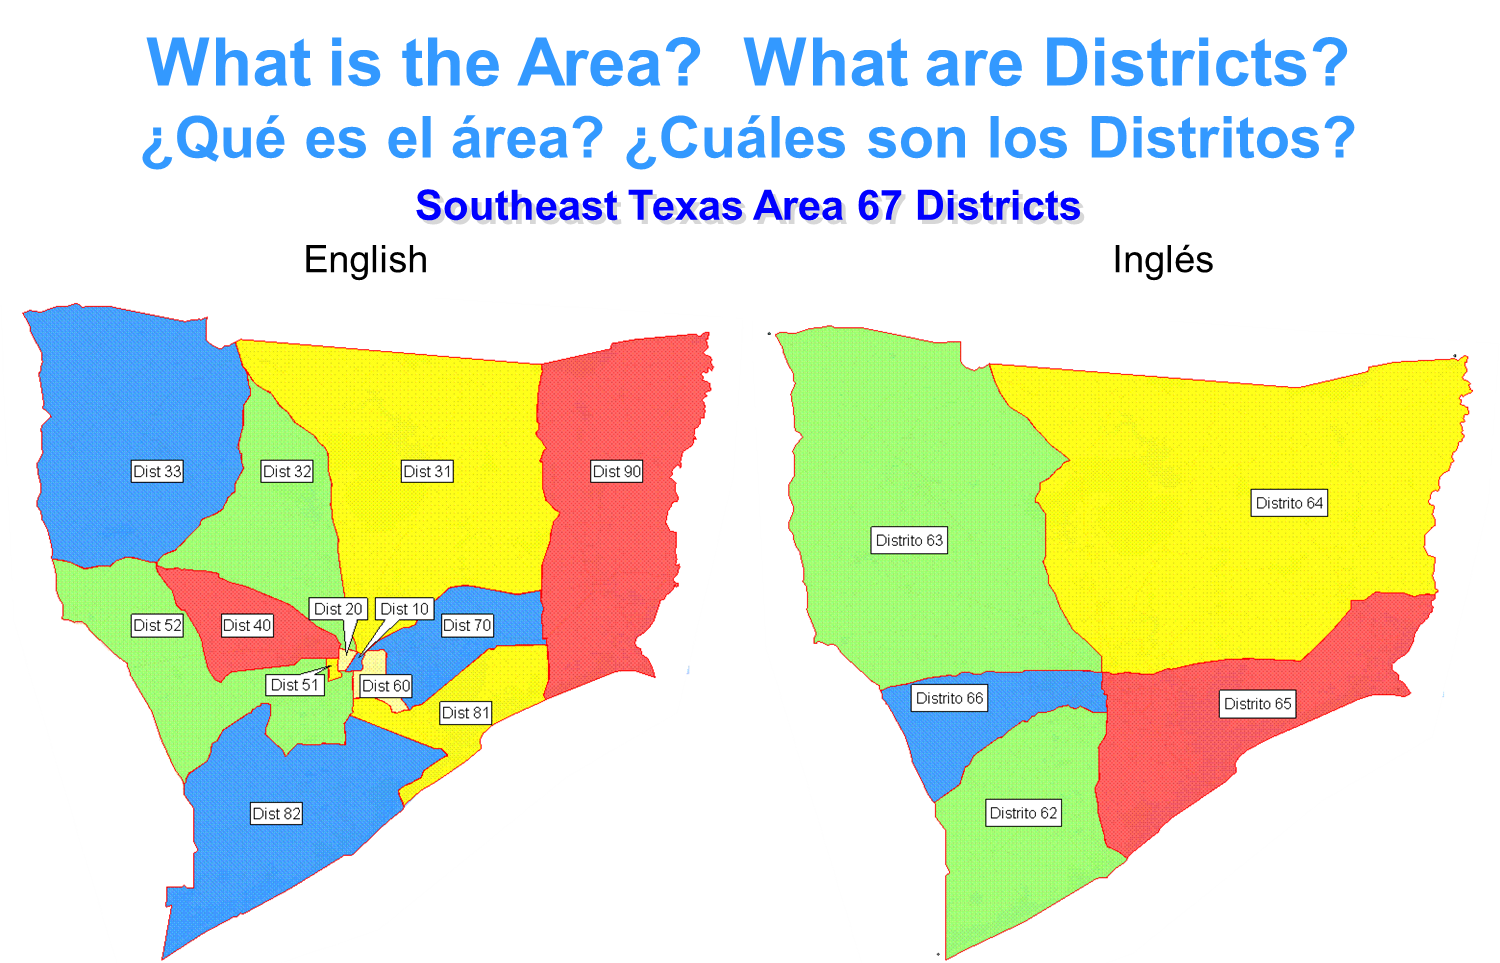 What is the Area?  What are Districts?
¿Qué es el área? ¿Cuáles son los Distritos?
Southeast Texas Area 67 Districts
English
Inglés
Dist 33
Dist 32
Dist 31
Dist 90
Dist 52
Dist 40
Dist 20
Dist 10
Dist 70
Dist 51
Dist 60
Dist 81
Dist 82
Distrito 64
Distrito 63
Distrito 66
Distrito 65
Distrito 62